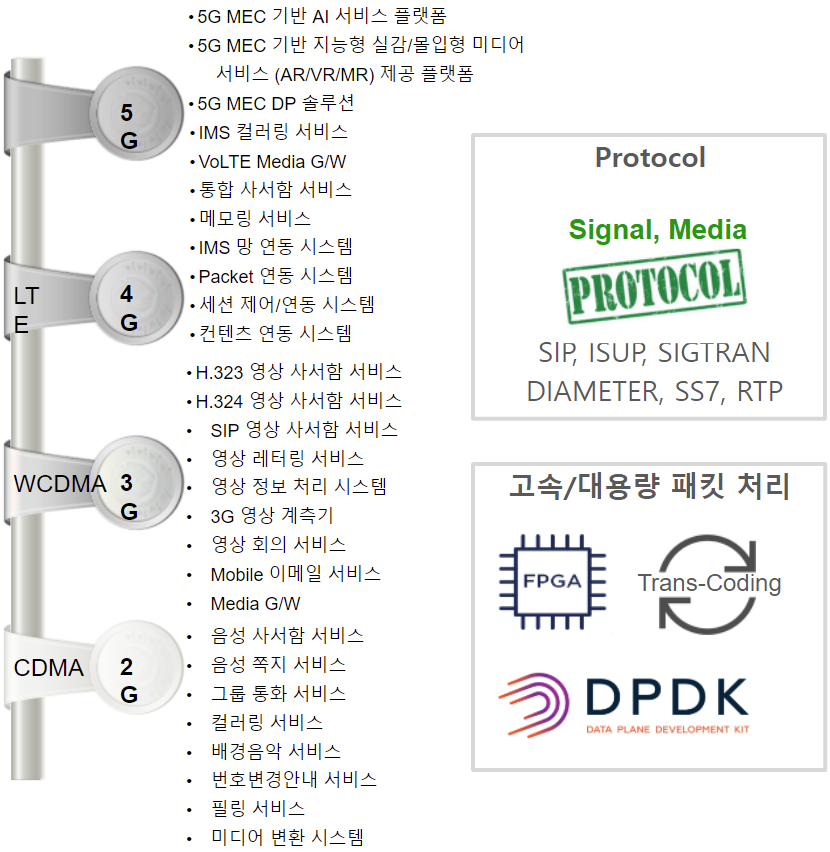 • 5G MEC 기반 AI 서비스 플랫폼
• 5G MEC 기반 지능형 실감/몰입형 미디어
서비스 (AR/VR/MR) 제공 플랫폼
• 5G MEC DP 솔루션
• IMS 컬러링 서비스
• VoLTE Media G/W
• 통합 사서함 서비스
• 메모링 서비스
• IMS 망 연동 시스템
• Packet 연동 시스템
• 세션 제어/연동 시스템
• 컨텐츠 연동 시스템
• H.323 영상 사서함 서비스
• H.324 영상 사서함 서비스
• SIP 영상 사서함 서비스
• 영상 레터링 서비스
• 영상 정보 처리 시스템
• 3G 영상 계측기
• 영상 회의 서비스
• Mobile 이메일 서비스
• Media G/W
• 음성 사서함 서비스
• 음성 쪽지 서비스
• 그룹 통화 서비스
• 컬러링 서비스
• 배경음악 서비스
• 번호변경안내 서비스
• 필링 서비스
• 미디어 변환 시스템
5
G
LT
E
4
G
WCDMA
3
G
CDMA
2
G
Protocol
Signal, Media
PROTOCOL
SIP, ISUP, SIGTRAN
DIAMETER, SS7, RTP
고속/대용량 패킷 처리
FPGA
Trans-Coding
DPDK
DATA PLANE DEVELOPMENT KIT